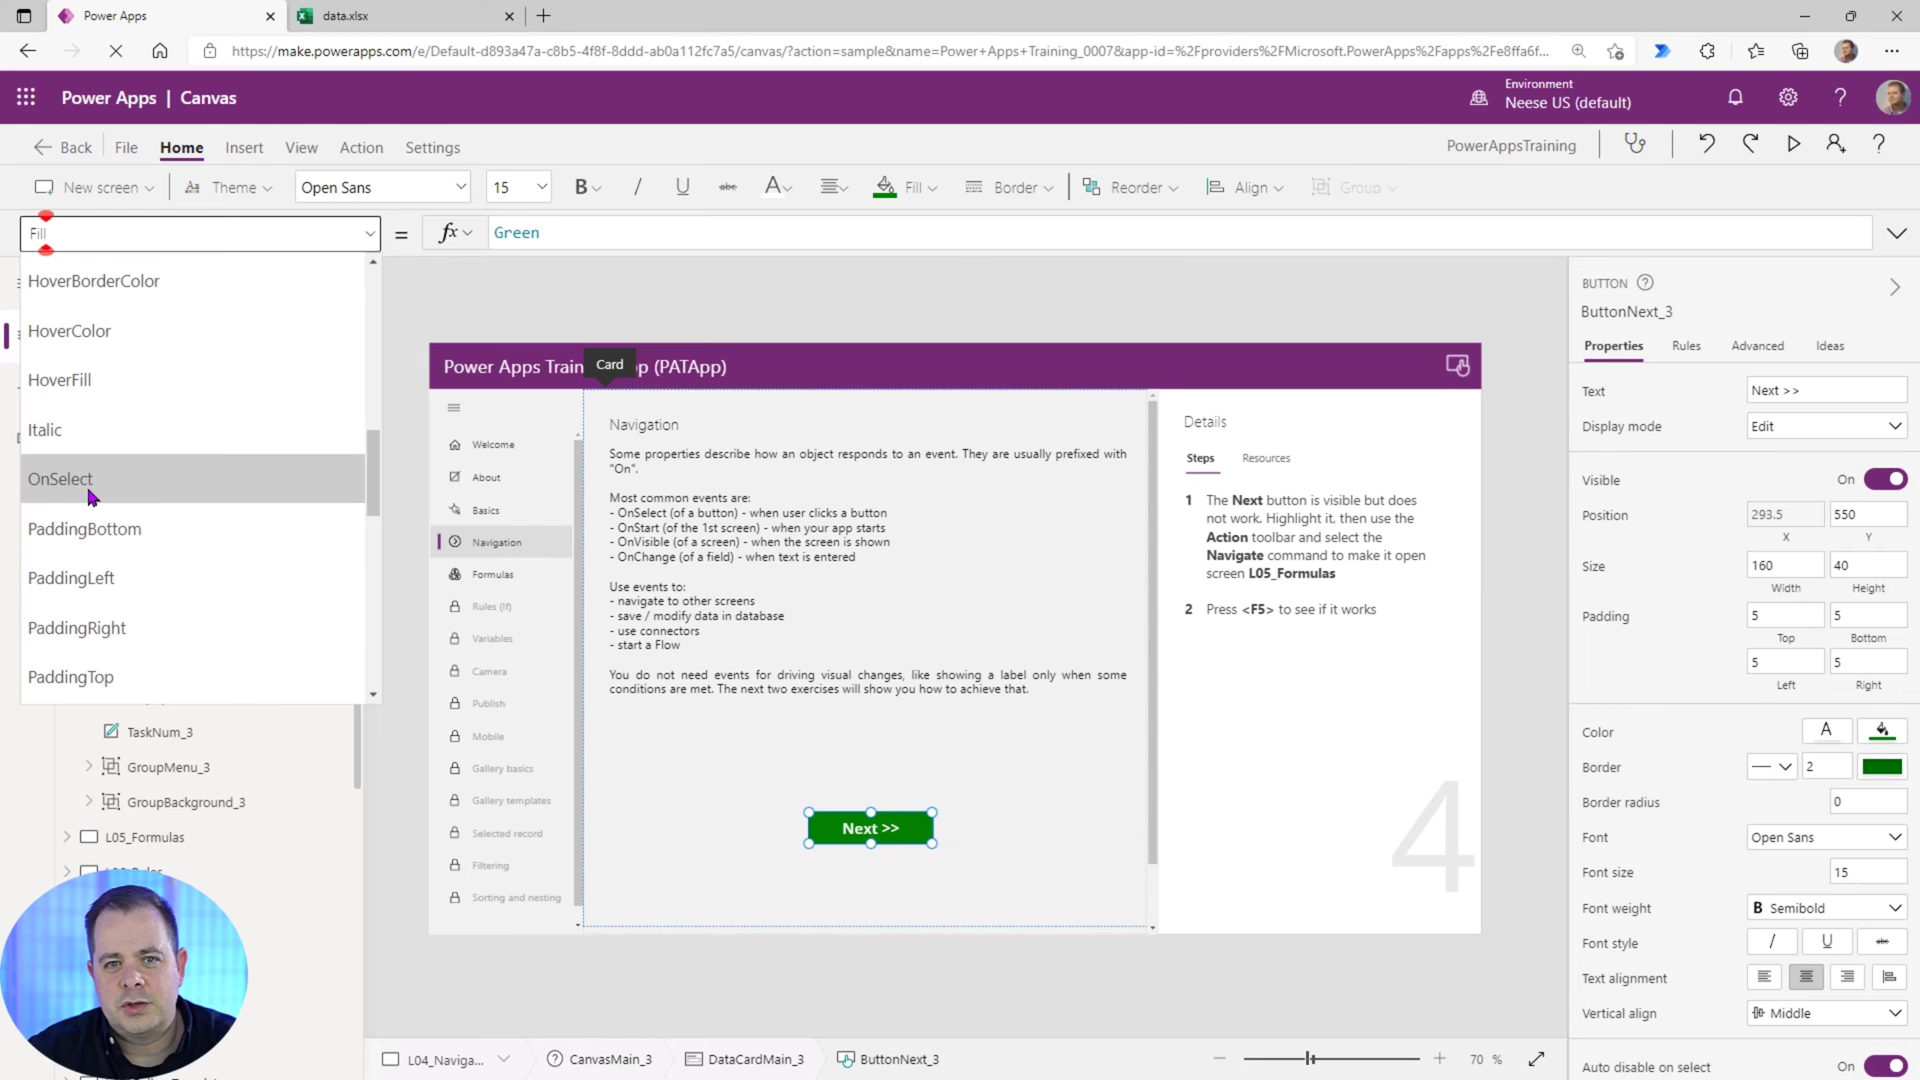 Power Apps
data.xlsx
https://make.powerapps.com/e/Default-d893a47a-c8b5-4f8f-8ddd-ab0a112fc7a5/canvas/?action=sample&name=Power+Apps+Training_0007&app-id=%2Fproviders%2FMicrosoft.PowerApps%2Fapps%2Fe8ffa6f...
Power Apps | Canvas
Environment
Neese US (default)
Back
File
Home
Insert
View
Action
Settings
PowerAppsTraining
New screen
Theme
Open Sans
15
B
Fill
Border
Reorder
Align
Group
Fill
=
fx
Green
HoverBorderColor
HoverColor
HoverFill
Italic
OnSelect
PaddingBottom
PaddingLeft
PaddingRight
PaddingTop
TaskNum_3
GroupMenu_3
GroupBackground_3
L05_Formulas
Power Apps Train
p (PATApp)
Card
Welcome
About
Basics
Navigation
Formulas
Rules (If)
Variables
Camera
Publish
Mobile
Gallery basics
Gallery templates
Selected record
Filtering
Sorting and nesting
Navigation
Some properties describe how an object responds to an event. They are usually prefixed with
"On".
Most common events are:
- OnSelect (of a button) - when user clicks a button
- OnStart (of the 1st screen) - when your app starts
- OnVisible (of a screen) - when the screen is shown
- OnChange (of a field) - when text is entered
Use events to:
- navigate to other screens
- save / modify data in database
- use connectors
- start a Flow
You do not need events for driving visual changes, like showing a label only when some
conditions are met. The next two exercises will show you how to achieve that.
Next >>
Details
Steps
Resources
1 The Next button is visible but does
not work. Highlight it, then use the
Action toolbar and select the
Navigate command to make it open
screen L05_Formulas
2 Press <F5> to see if it works
4
BUTTON
ButtonNext_3
Properties
Rules
Advanced
Ideas
Text
Next >>
Display mode
Edit
Visible
On
Position
293.5
550
X
Y
Size
160
40
Width
Height
Padding
5
5
Top
Bottom
5
5
Left
Right
Color
A
Border
2
Border radius
0
Font
Open Sans
Font size
15
Font weight
B Semibold
Font style
/
U
abc
Text alignment
Vertical align
Middle
Auto disable on select
On
L04_Naviga...
CanvasMain_3
DataCardMain_3
ButtonNext_3
70 %